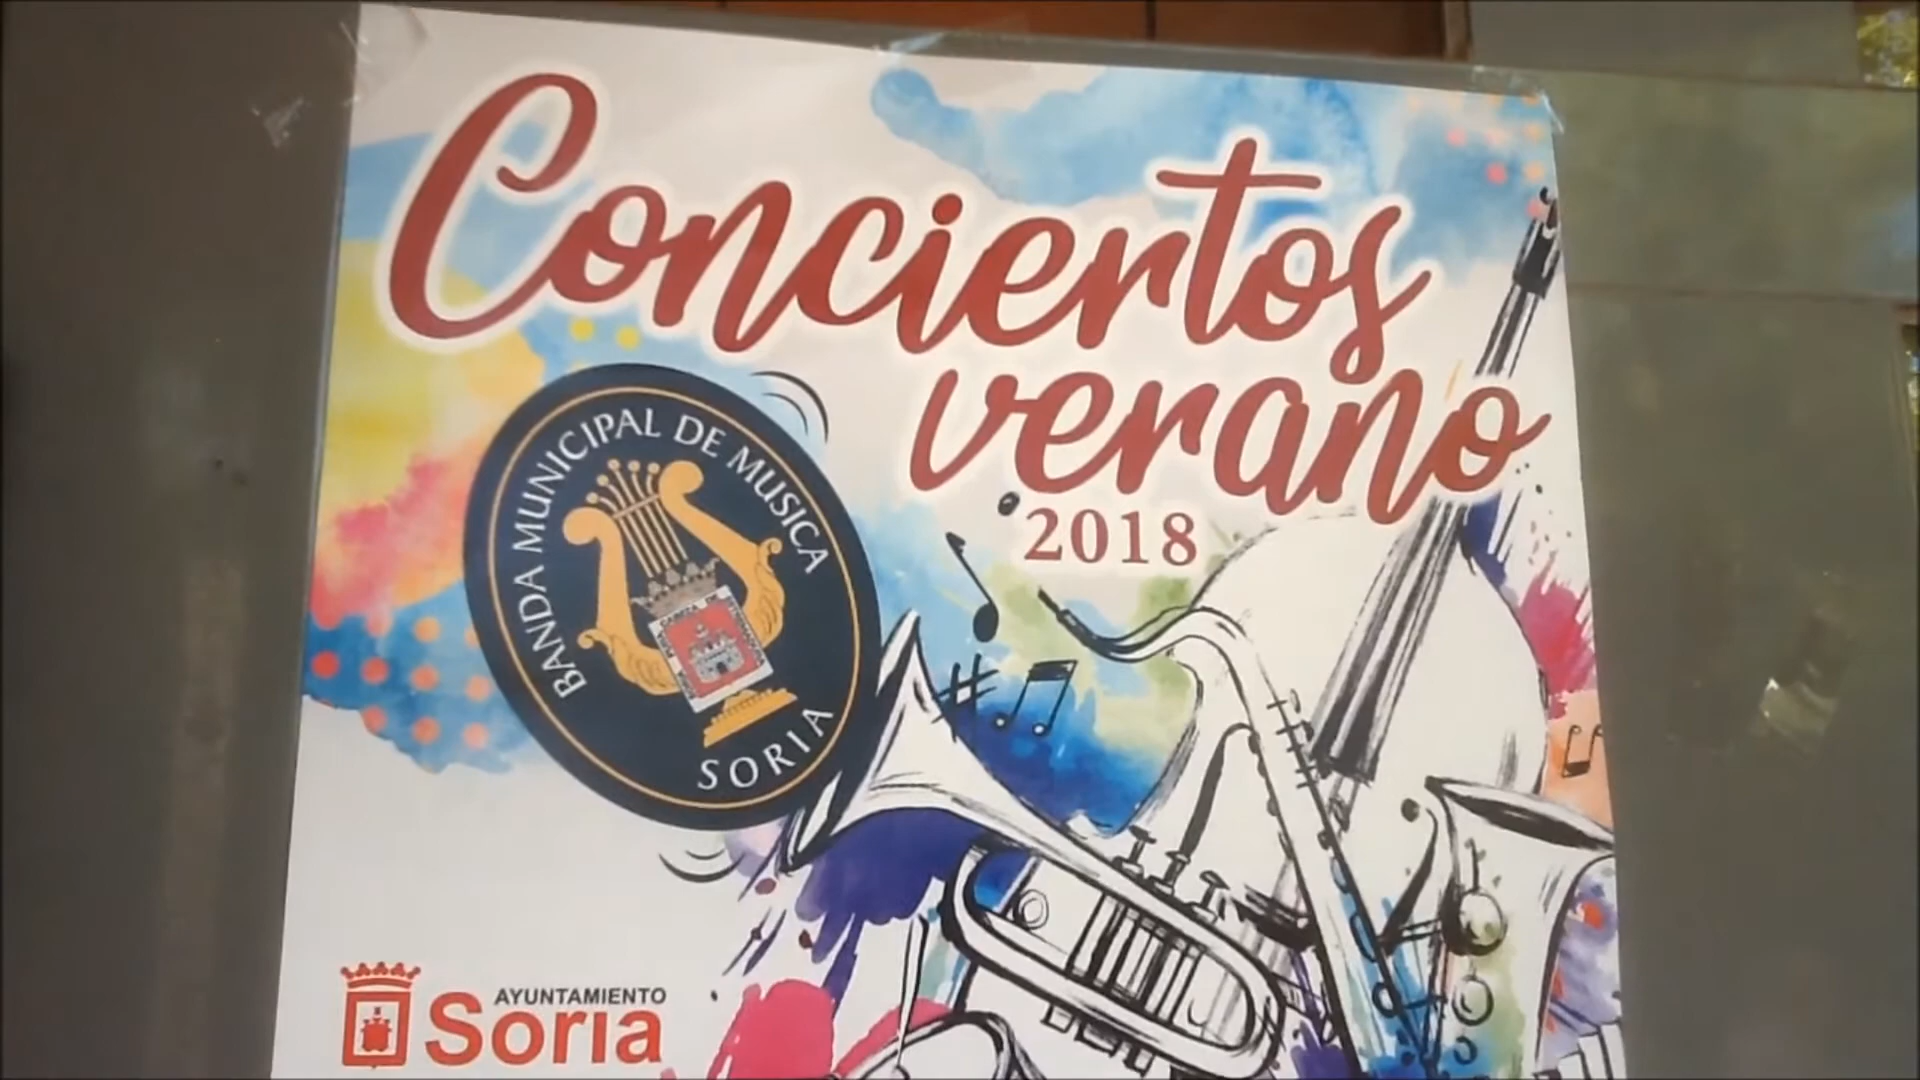 Conciertos
verano
2018
BANDA MUNICIPAL DE MUSICA
SORIA
AYUNTAMIENTO
Soria